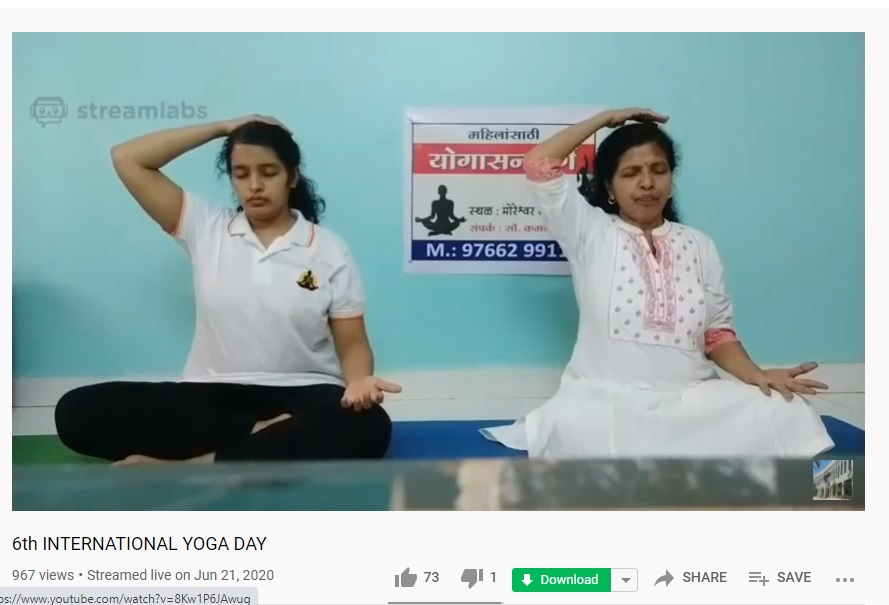 streamlabs
महिलांसाठी
योगासन
स्थळ : मोरेश्वर
संपर्क : सौ.
M.: 97662 991
6th INTERNATIONAL YOGA DAY
967 views • Streamed live on Jun 21, 2020
73
1
Download
SHARE
SAVE
ps://www.youtube.com/watch?v=8Kw1P6JAwug